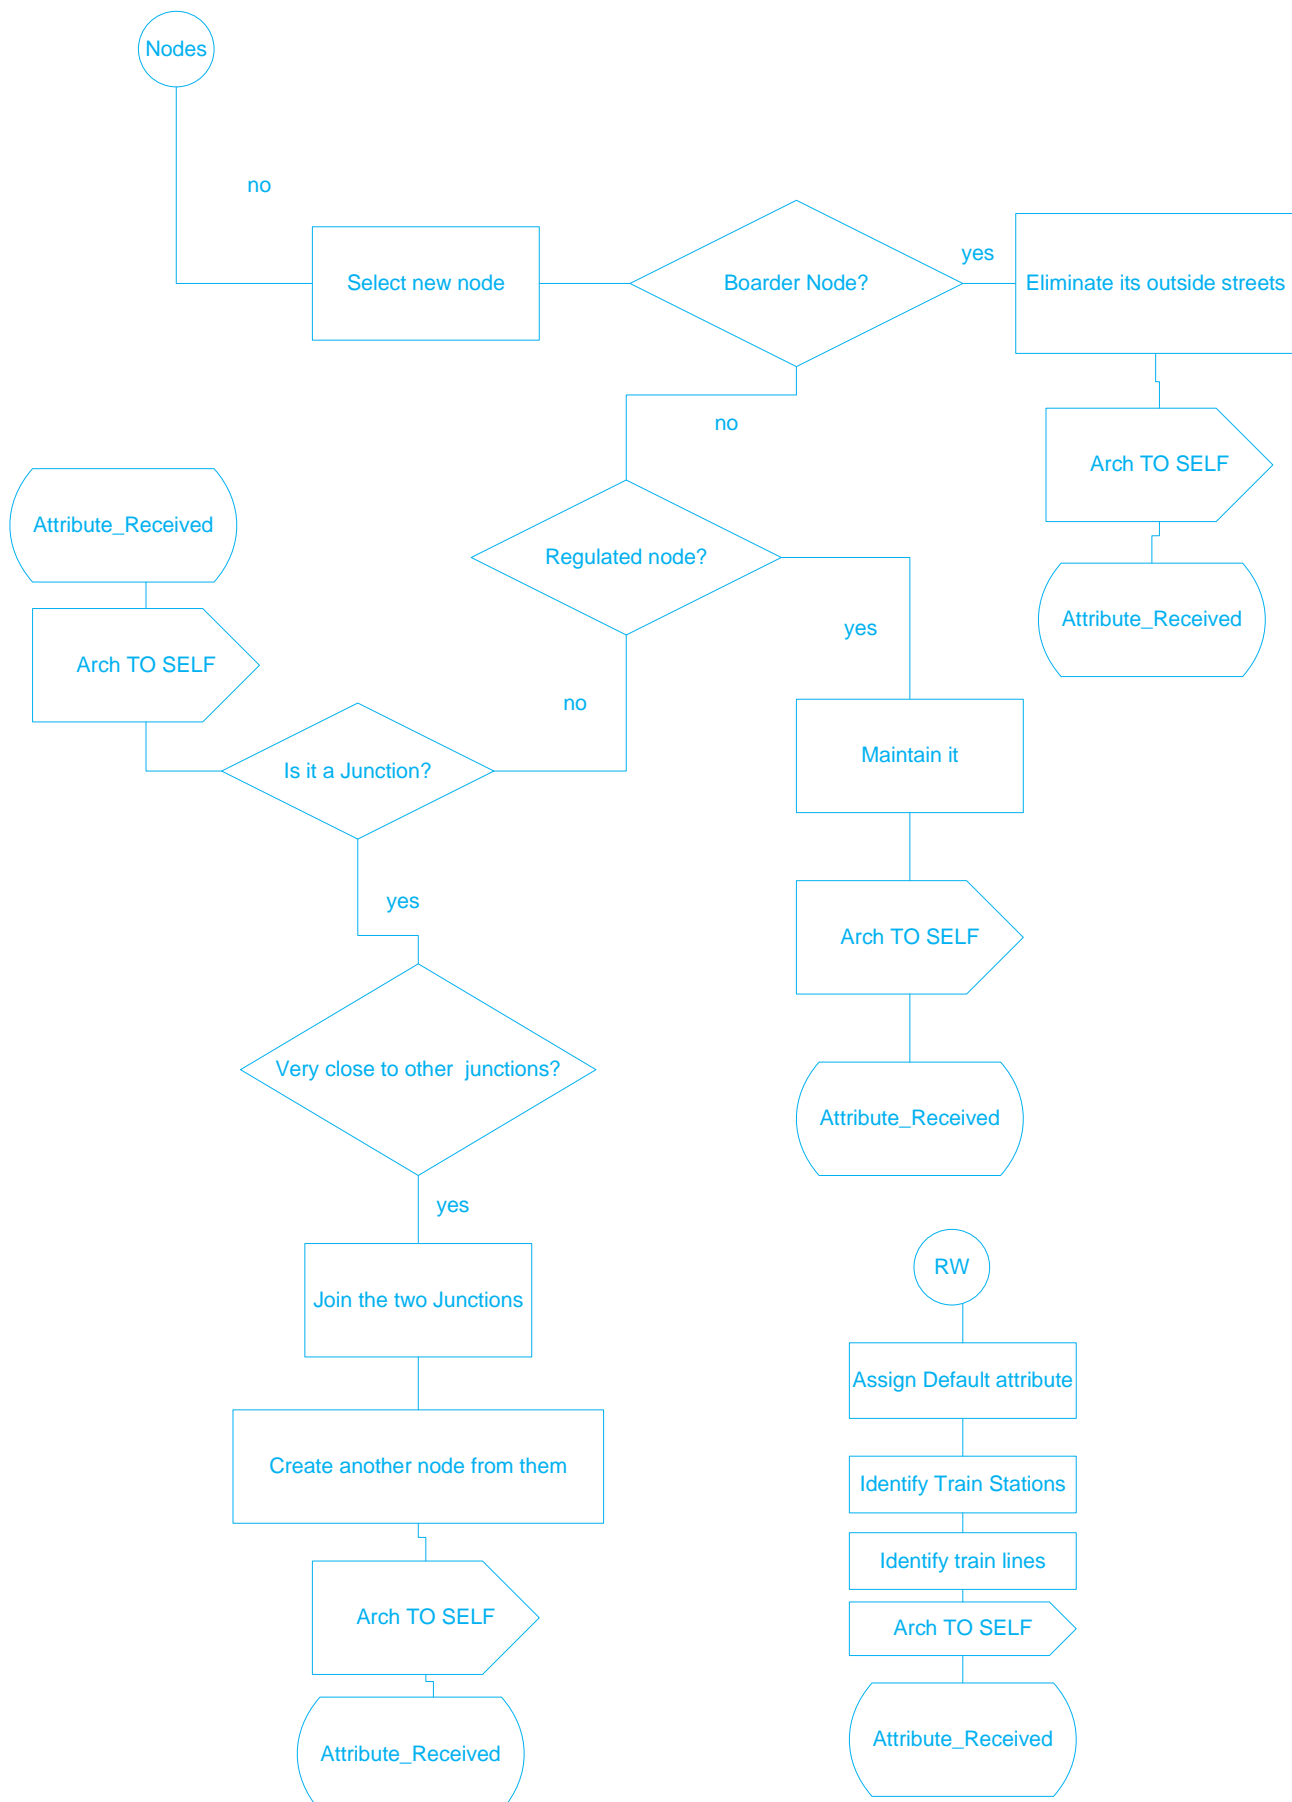 Nodes
no
Select new node
Boarder Node?
yes
Eliminate its outside streets
no
Arch TO SELF
Attribute_Received
Regulated node?
Attribute_Received
yes
Arch TO SELF
no
Is it a Junction?
Maintain it
yes
Arch TO SELF
Very close to other  junctions?
Attribute_Received
yes
Join the two Junctions
Create another node from them
Arch TO SELF
Attribute_Received
RW
Assign Default attribute
Identify Train Stations
Identify train lines
Arch TO SELF
Attribute_Received